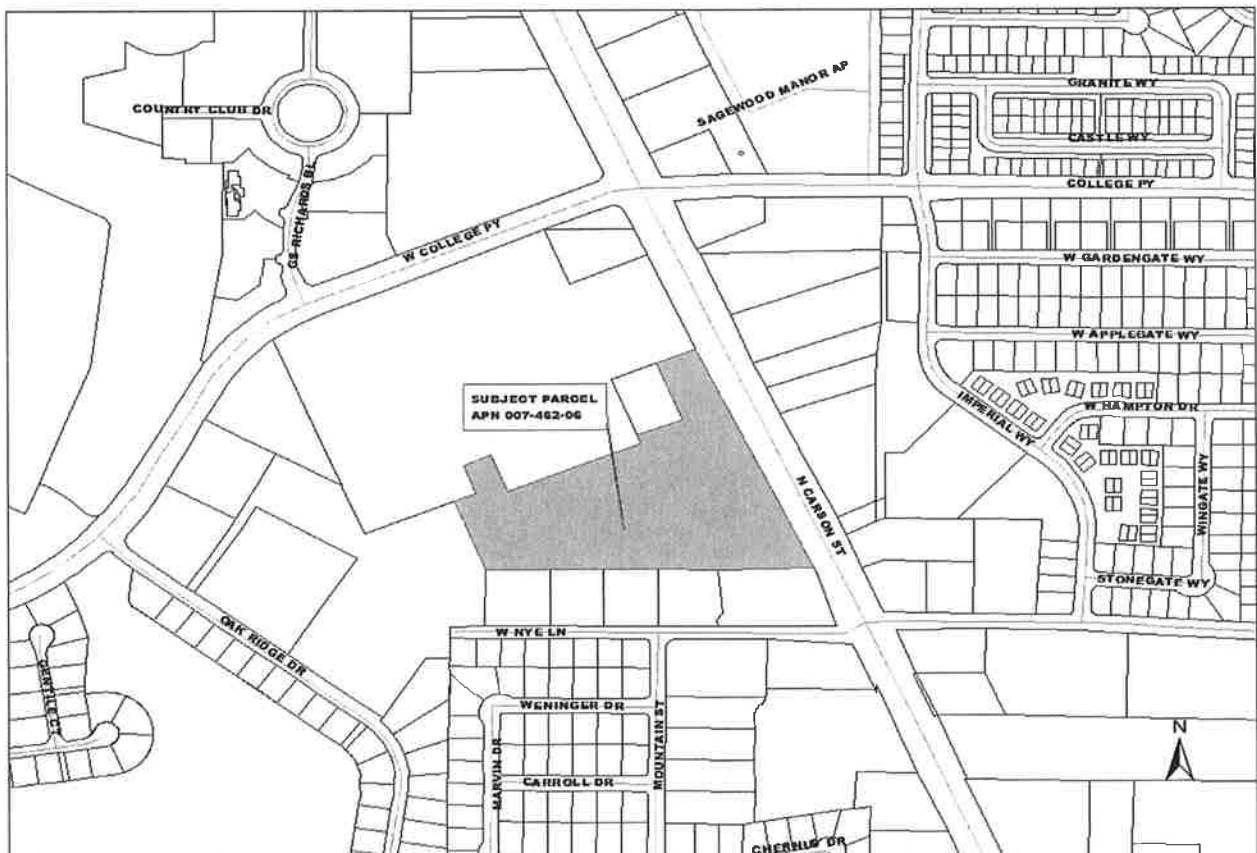 GRANITE WY
SAGEWOOD MANOR AP
COUNTRY CLUB DR
CASTLE WY
COLLEGE PY
GS RICHARDS BL
W COLLEGE PY
W GARDENGATE WY
W APPLEGATE WY
SUBJECT PARCEL
APN 007-462-06
IMPERIAL WY
W HAMPTON DR
WINGATE WY
N CARSON ST
STONEGATE WY
OAK RIDGE DR
W NYE LN
GENTILE CT
WENINGER DR
MOUNTAIN ST
MARVIN DR
CARROLL DR
N
DR